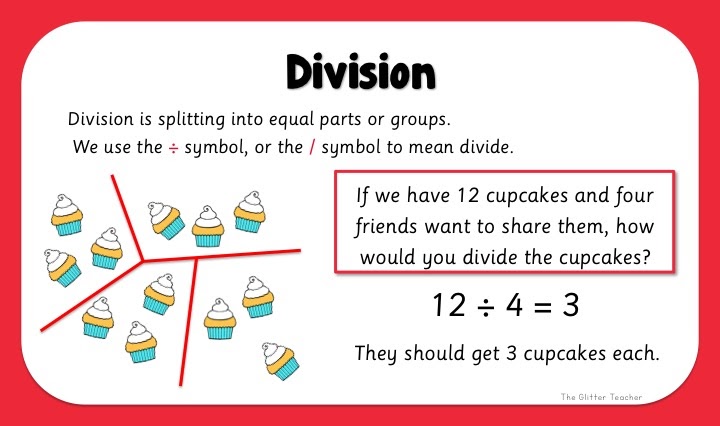 Division
Division is splitting into equal parts or groups.
We use the ÷ symbol, or the / symbol to mean divide.
If we have 12 cupcakes and four
friends want to share them, how
would you divide the cupcakes?
12 ÷ 4 = 3
They should get 3 cupcakes each.
The Glitter Teacher